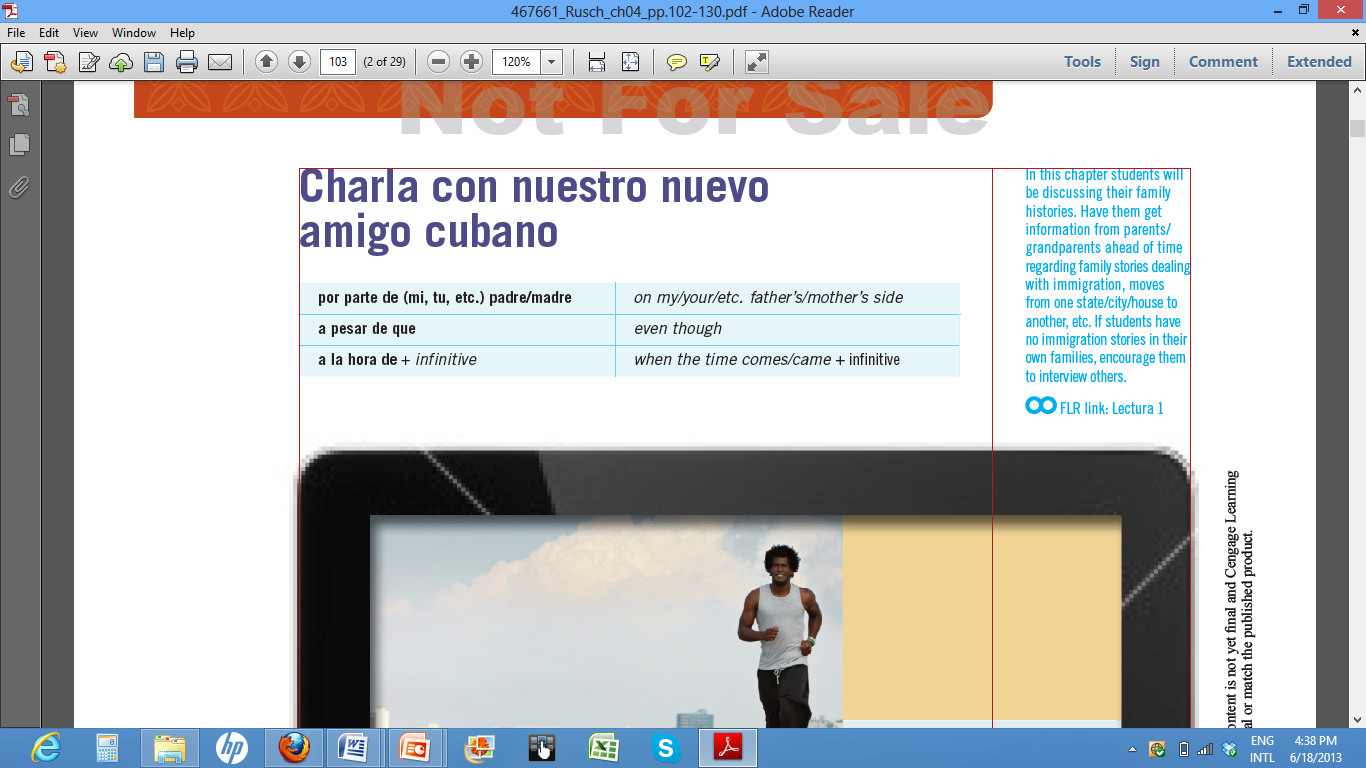 467661_Rusch_ch04_pp.102-130.pdf - Adobe Reader
File Edit View Window Help
103 (2 of 29) 120% Tools Sign Comment Extended
Not For Sale
Charla con nuestro nuevo
amigo cubano
por parte de (mi, tu, etc.) padre/madre on my/your/etc. father's/mother's side
a pesar de que even though
a la hora de + infinitive when the time comes/came + infinitive
In this chapter students will
be discussing their family
histories. Have them get
information from parents/
grandparents ahead of time
regarding family stories dealing
with immigration, moves
from one state/city/house to
another, etc. If students have
no immigration stories in their
own families, encourage them
to interview others.
FLR link: Lectura 1
ontent is not yet final and Cengage Learning
al or match the published product.
ENG 4:38 PM
INTL 6/18/2013